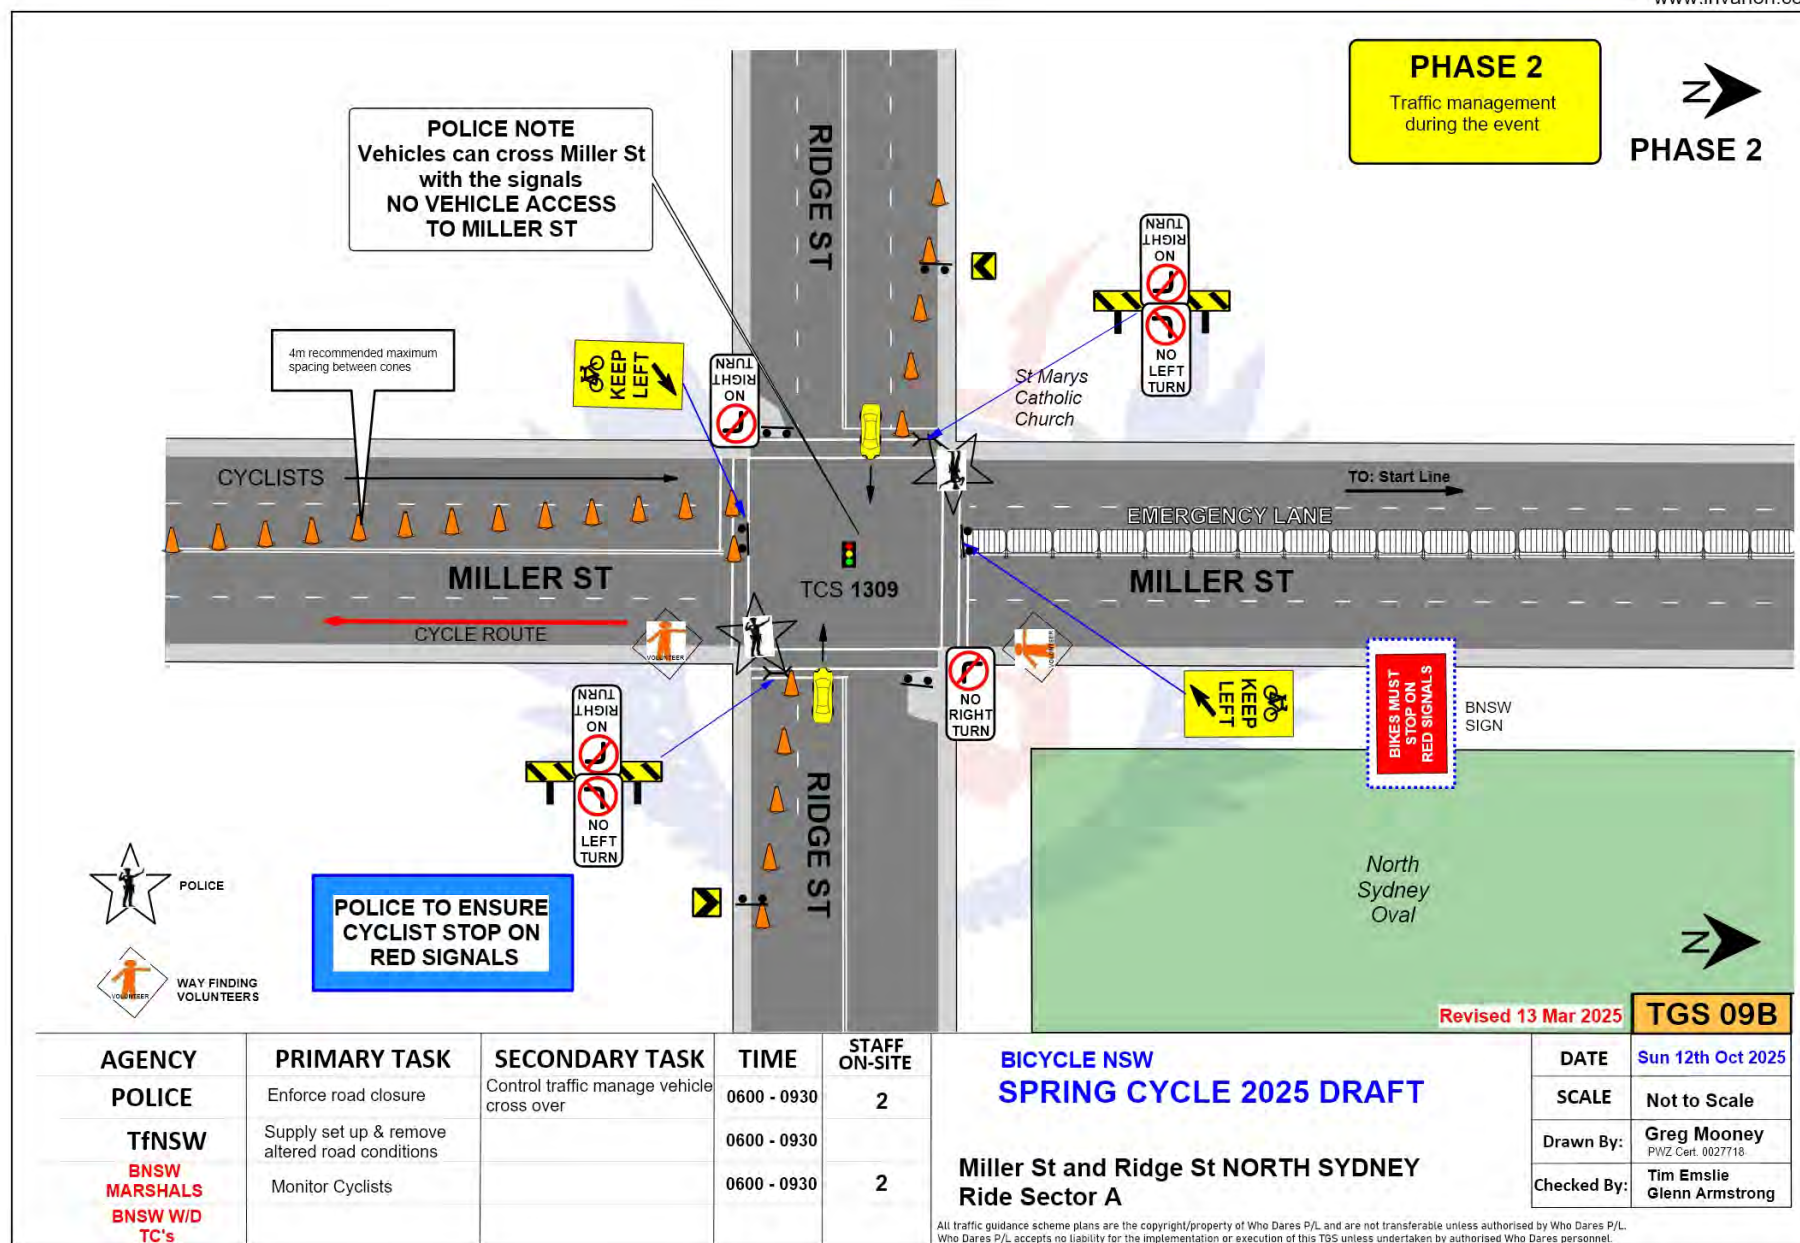 PHASE 2
Traffic management
during the event
N
PHASE 2
POLICE NOTE
Vehicles can cross Miller St
with the signals
NO VEHICLE ACCESS
TO MILLER ST
RIDGE ST
NO
RIGHT
TURN
NO
LEFT
TURN
4m recommended maximum
spacing between cones
KEEP
LEFT
NO
RIGHT
TURN
St Marys
Catholic
Church
CYCLISTS
TO: Start Line
EMERGENCY LANE
MILLER ST
TCS 1309
MILLER ST
CYCLE ROUTE
VOLUNTEER
VOLUNTEER
NO
RIGHT
TURN
KEEP
LEFT
BIKES MUST
STOP ON
RED SIGNALS
BNSW
SIGN
NO
RIGHT
TURN
NO
LEFT
TURN
RIDGE ST
North
Sydney
Oval
POLICE
POLICE TO ENSURE
CYCLIST STOP ON
RED SIGNALS
VOLUNTEER
WAY FINDING
VOLUNTEERS
N
Revised 13 Mar 2025
TGS 09B
AGENCY PRIMARY TASK SECONDARY TASK TIME STAFF ON-SITE
POLICE Enforce road closure Control traffic manage vehicle cross over 0600 - 0930 2
TfNSW Supply set up & remove altered road conditions 0600 - 0930
BNSW MARSHALS Monitor Cyclists 0600 - 0930 2
BNSW W/D TC's
BICYCLE NSW
SPRING CYCLE 2025 DRAFT
Miller St and Ridge St NORTH SYDNEY
Ride Sector A
DATE Sun 12th Oct 2025
SCALE Not to Scale
Drawn By: Greg Mooney
PWZ Cert. 0027718
Checked By: Tim Emslie
Glenn Armstrong
All traffic guidance scheme plans are the copyright/property of Who Dares P/L and are not transferable unless authorised by Who Dares P/L.
Who Dares P/L accepts no liability for the implementation or execution of this TGS unless undertaken by authorised Who Dares personnel.